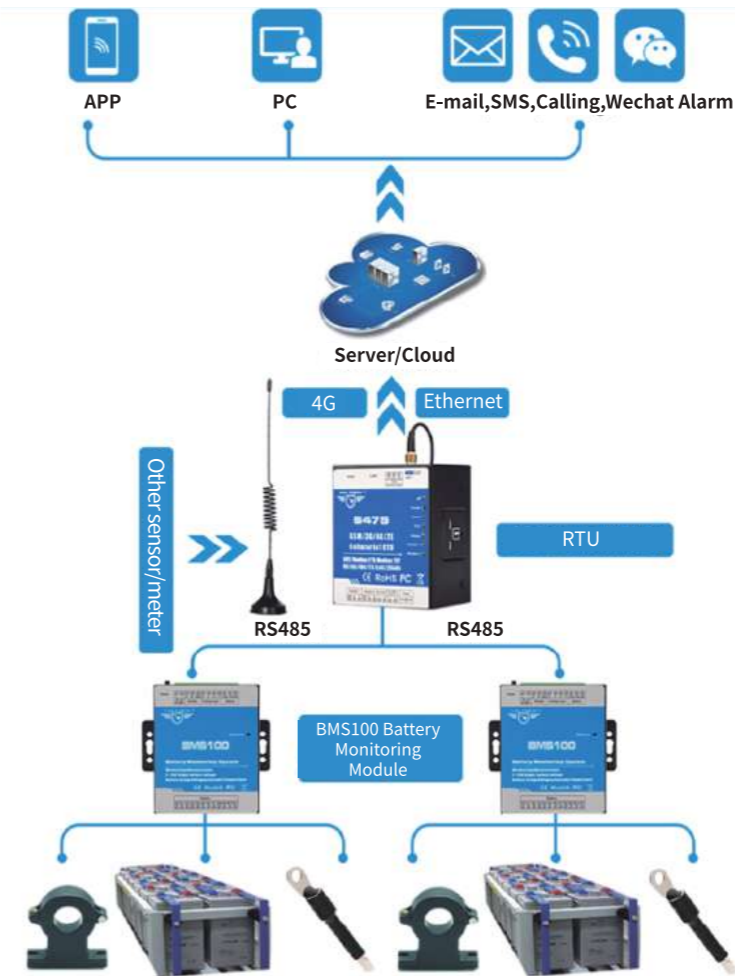 APP
PC
E-mail,SMS,Calling,Wechat Alarm
Server/Cloud
4G
Ethernet
Other sensor/meter
S475
RTU
RS485
RS485
BMS100
BMS100 Battery
Monitoring
Module
BMS100